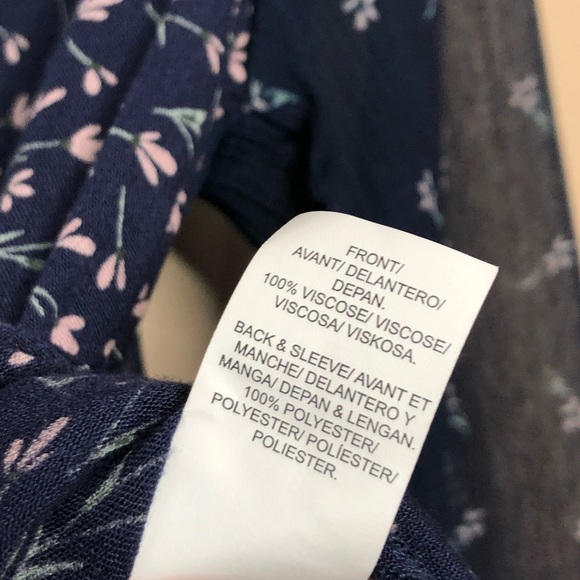 FRONT/
AVANT/ DELANTERO/
DEPAN.
100% VISCOSE/ VISCOSE/
VISCOSA/ VISKOSA.
BACK & SLEEVE/ AVANT ET
MANCHE/ DELANTERO Y
MANGA/ DEPAN & LENGAN.
100% POLYESTER/
POLYESTER/ POLÍESTER/
POLIESTER.